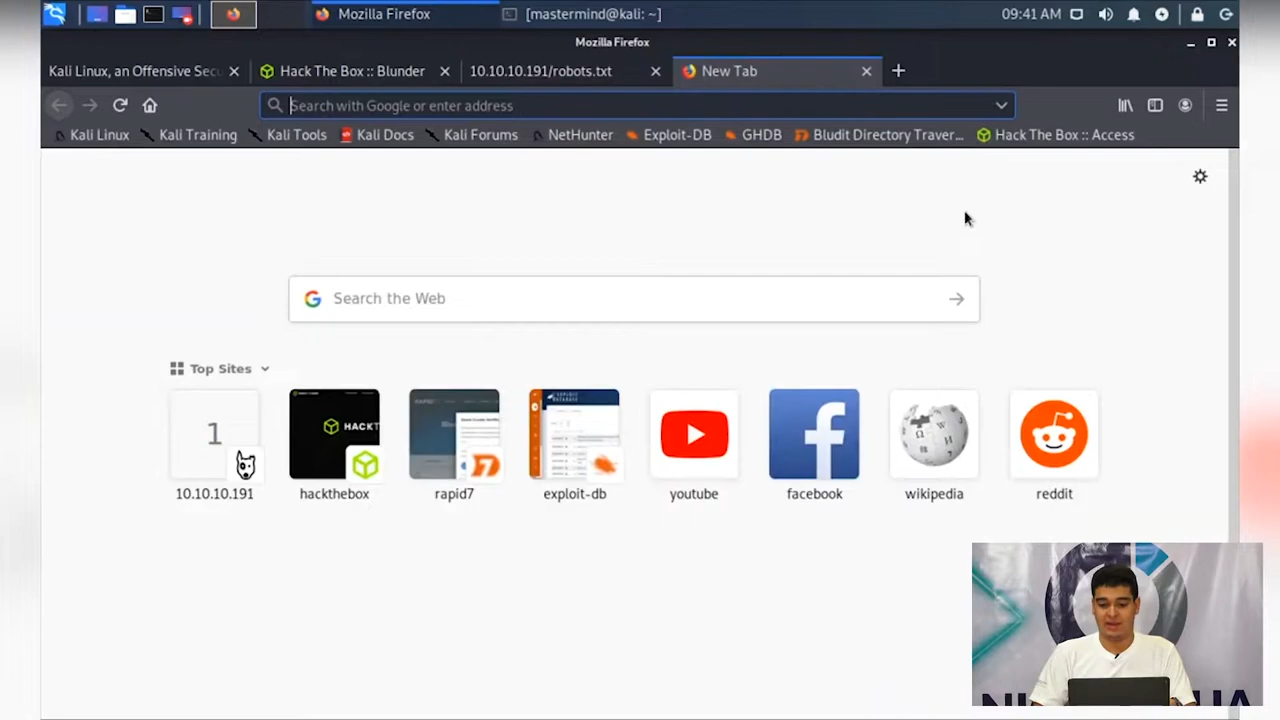 Mozilla Firefox
[mastermind@kali: ~]
09:41 AM
Mozilla Firefox
Kali Linux, an Offensive Sec
Hack The Box :: Blunder
10.10.10.191/robots.txt
New Tab
Search with Google or enter address
Kali Linux
Kali Training
Kali Tools
Kali Docs
Kali Forums
NetHunter
Exploit-DB
GHDB
Bludit Directory Traver...
Hack The Box :: Access
Search the Web
Top Sites
1
HACKT
10.10.10.191
hackthebox
rapid7
exploit-db
youtube
facebook
wikipedia
reddit